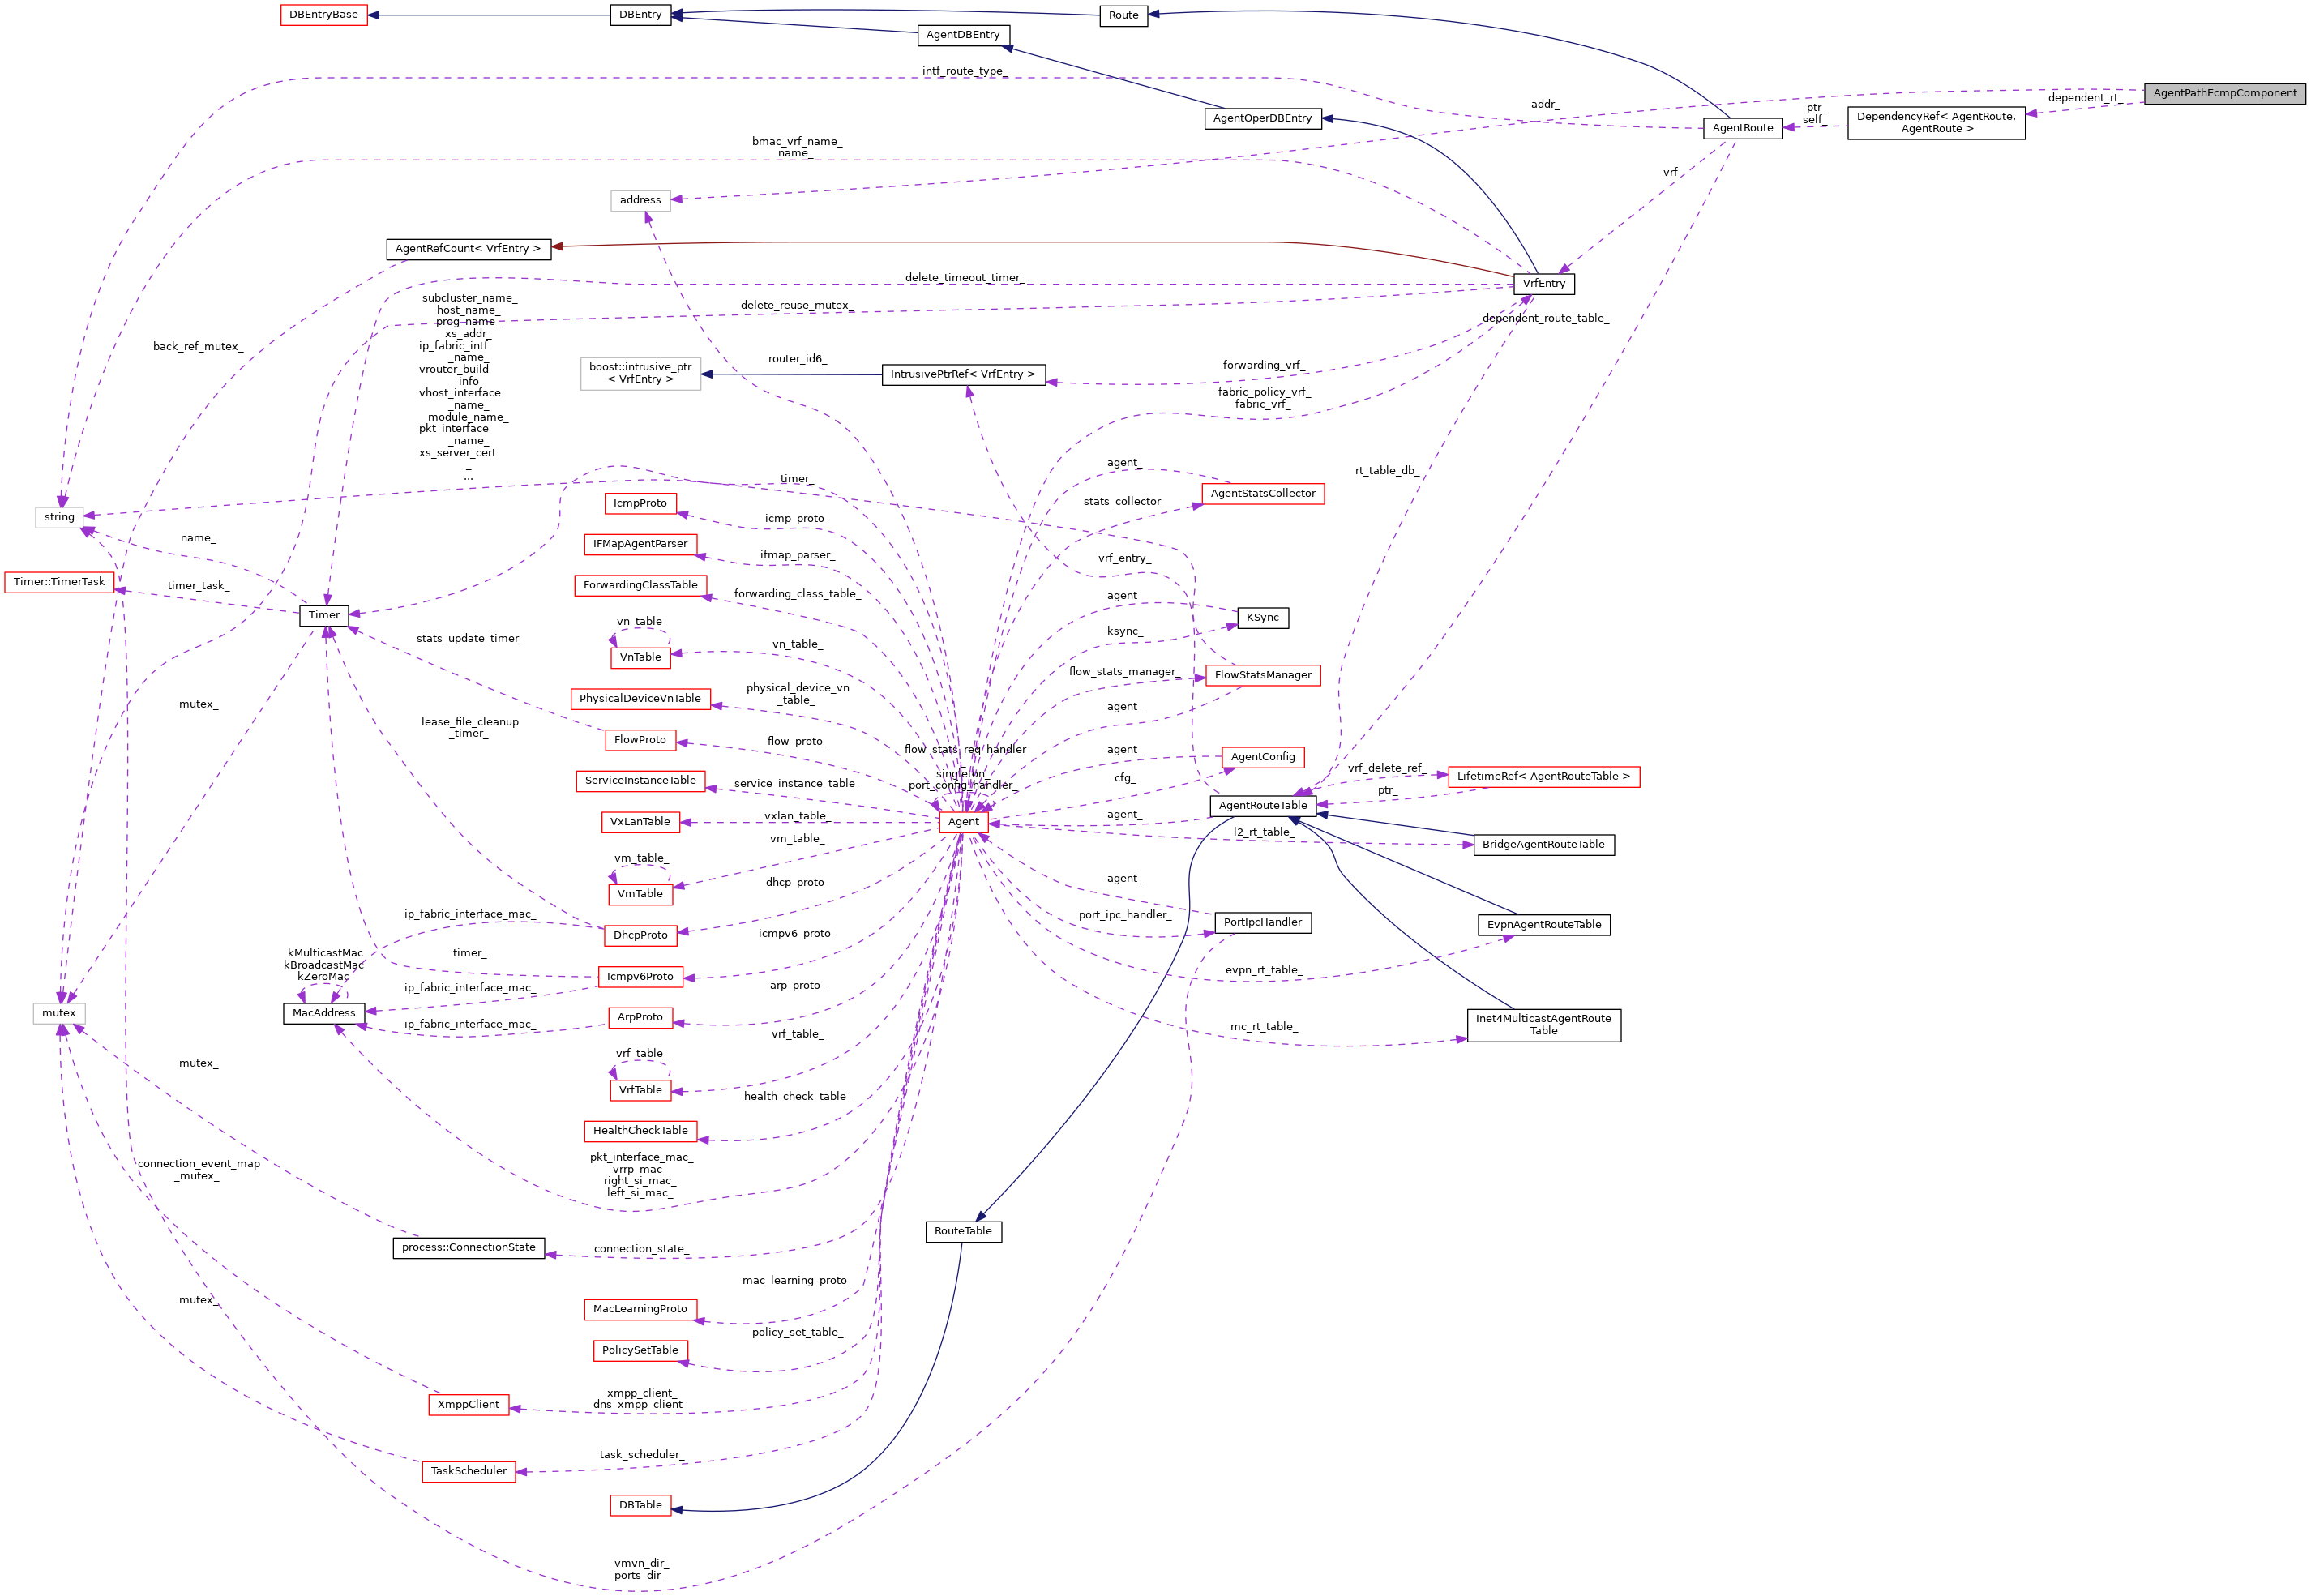 DBEntryBase
DBEntry
Route
AgentDBEntry
intf_route_type_
AgentPathEcmpComponent
dependent_rt_
addr_
ptr_
self_
DependencyRef< AgentRoute,
AgentRoute >
AgentOperDBEntry
AgentRoute
bmac_vrf_name_
name_
vrf_
address
AgentRefCount< VrfEntry >
delete_timeout_timer_
VrfEntry
subcluster_name_
host_name_
prog_name_
xs_addr_
ip_fabric_intf
_name_
vrouter_build
_info_
vhost_interface
_name_
module_name_
pkt_interface
_name_
xs_server_cert
_
...
delete_reuse_mutex_
dependent_route_table_
back_ref_mutex_
router_id6_
boost::intrusive_ptr
< VrfEntry >
IntrusivePtrRef< VrfEntry >
forwarding_vrf_
fabric_policy_vrf_
fabric_vrf_
agent_
rt_table_db_
timer_
AgentStatsCollector
stats_collector_
IcmpProto
string
icmp_proto_
name_
IFMapAgentParser
ifmap_parser_
vrf_entry_
Timer::TimerTask
timer_task_
ForwardingClassTable
forwarding_class_table_
agent_
Timer
KSync
vn_table_
ksync_
stats_update_timer_
VnTable
vn_table_
flow_stats_manager_
FlowStatsManager
physical_device_vn
_table_
PhysicalDeviceVnTable
mutex_
agent_
lease_file_cleanup
_timer_
FlowProto
flow_proto_
flow_stats_req_handler
_
agent_
AgentConfig
singleton_
port_config_handler_
cfg_
vrf_delete_ref_
LifetimeRef< AgentRouteTable >
ptr_
ServiceInstanceTable
service_instance_table_
AgentRouteTable
VxLanTable
vxlan_table_
Agent
agent_
l2_rt_table_
BridgeAgentRouteTable
vm_table_
vm_table_
VmTable
dhcp_proto_
agent_
ip_fabric_interface_mac_
port_ipc_handler_
PortIpcHandler
EvpnAgentRouteTable
DhcpProto
icmpv6_proto_
kMulticastMac
kBroadcastMac
kZeroMac
timer_
Icmpv6Proto
evpn_rt_table_
ip_fabric_interface_mac_
arp_proto_
mutex
MacAddress
ArpProto
ip_fabric_interface_mac_
Inet4MulticastAgentRoute
Table
mc_rt_table_
vrf_table_
vrf_table_
mutex_
VrfTable
health_check_table_
HealthCheckTable
connection_event_map
_mutex_
pkt_interface_mac_
vrrp_mac_
right_si_mac_
left_si_mac_
RouteTable
process::ConnectionState
connection_state_
mac_learning_proto_
mutex_
MacLearningProto
policy_set_table_
PolicySetTable
XmppClient
xmpp_client_
dns_xmpp_client_
task_scheduler_
TaskScheduler
DBTable
vmvn_dir_
ports_dir_